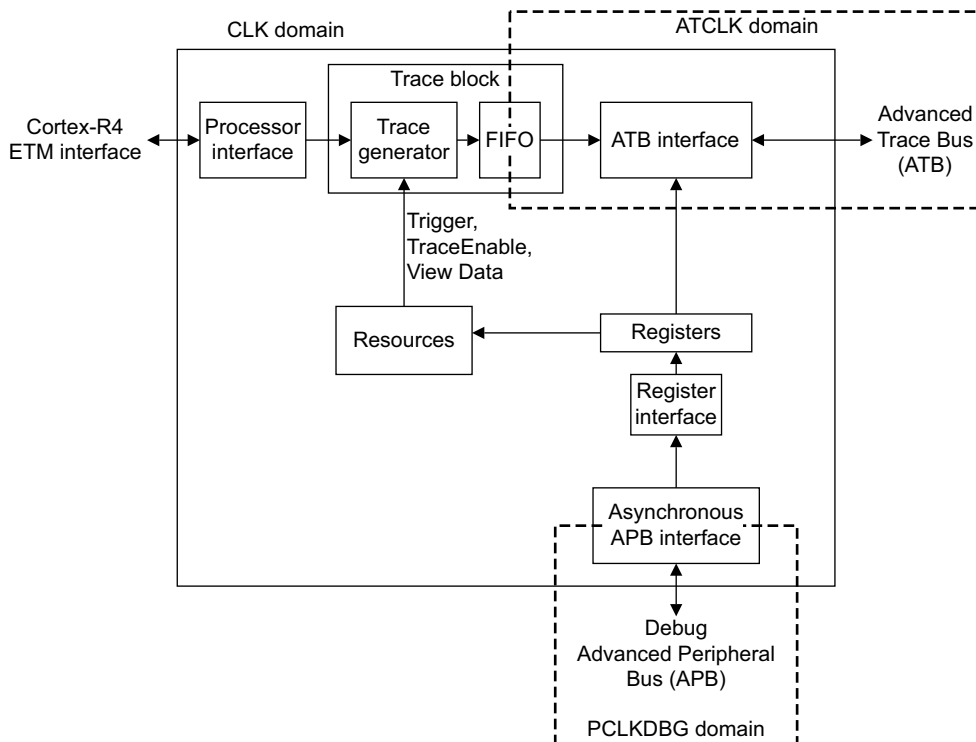 CLK domain
ATCLK domain
Trace block
Cortex-R4
ETM interface
Processor
interface
Trace
generator
FIFO
ATB interface
Advanced
Trace Bus
(ATB)
Trigger,
TraceEnable,
View Data
Resources
Registers
Register
interface
Asynchronous
APB interface
Debug
Advanced Peripheral
Bus (APB)
PCLKDBG domain